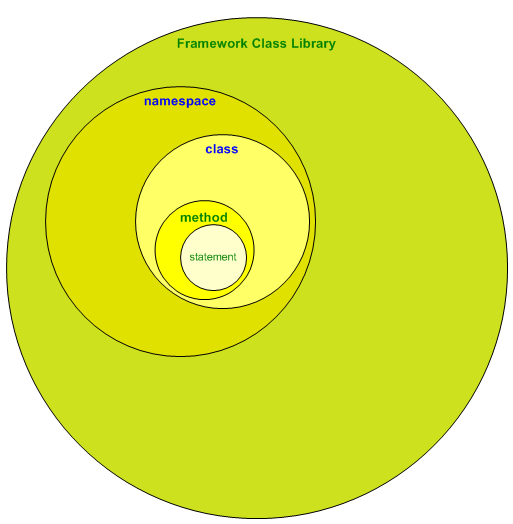 Framework Class Library
namespace
class
method
statement